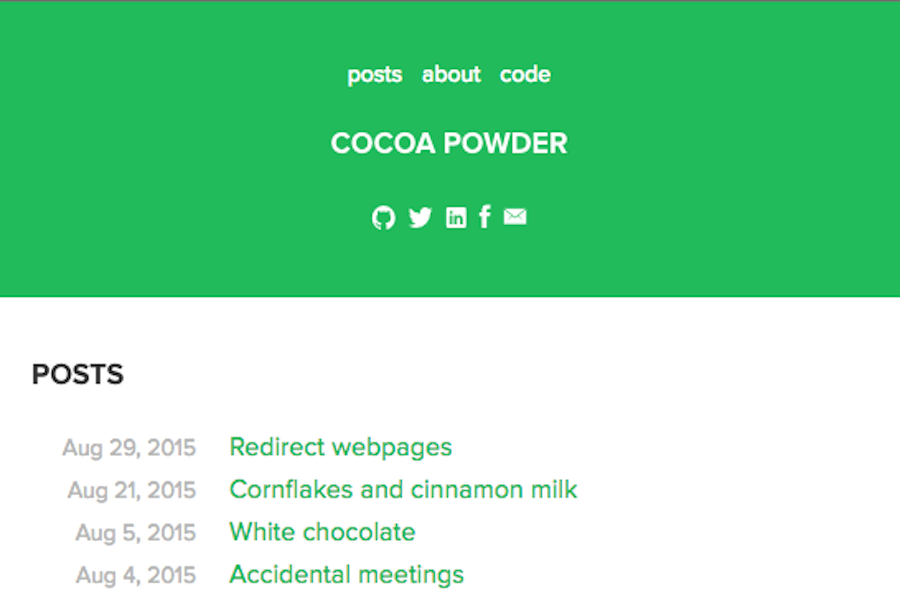 posts about code
COCOA POWDER
in f
POSTS
Aug 29, 2015 Redirect webpages
Aug 21, 2015 Cornflakes and cinnamon milk
Aug 5, 2015 White chocolate
Aug 4, 2015 Accidental meetings